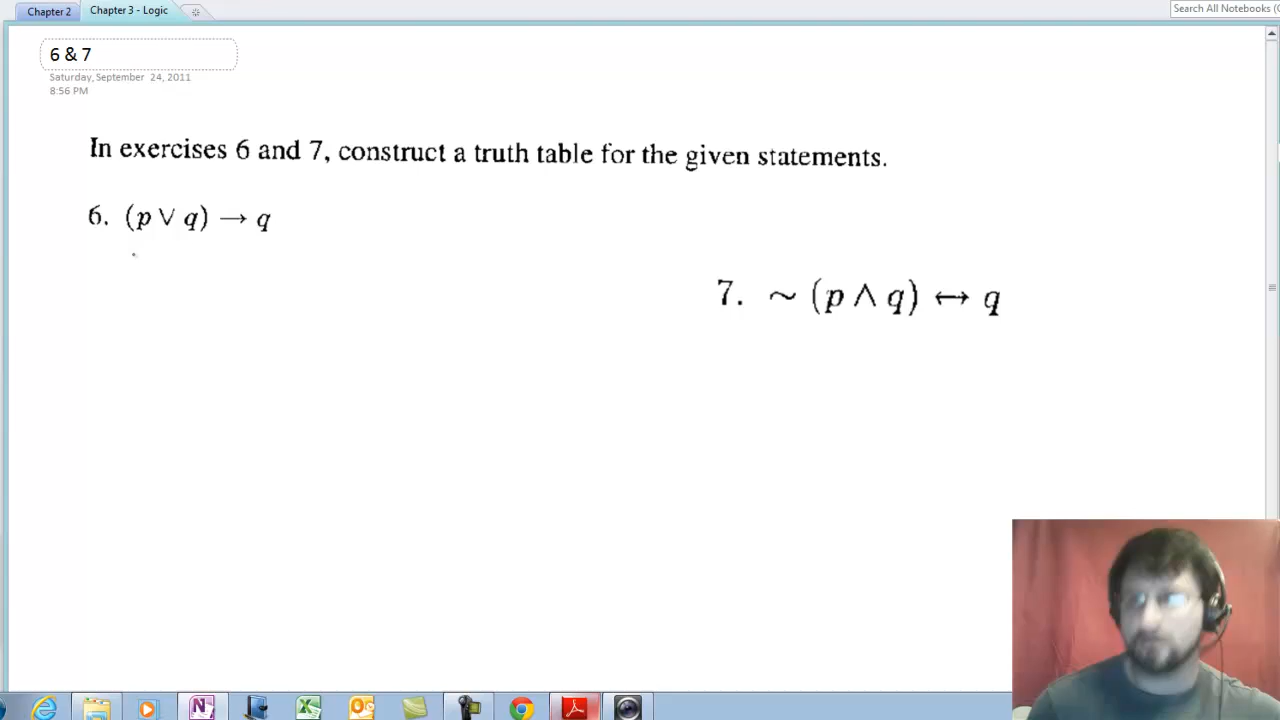 Chapter 2
Chapter 3 - Logic
Search All Notebooks (C
6 & 7
Saturday, September 24, 2011
8:56 PM
In exercises 6 and 7, construct a truth table for the given statements.
6. (p ∨ q) → q
7. ~ (p ∧ q) ↔ q